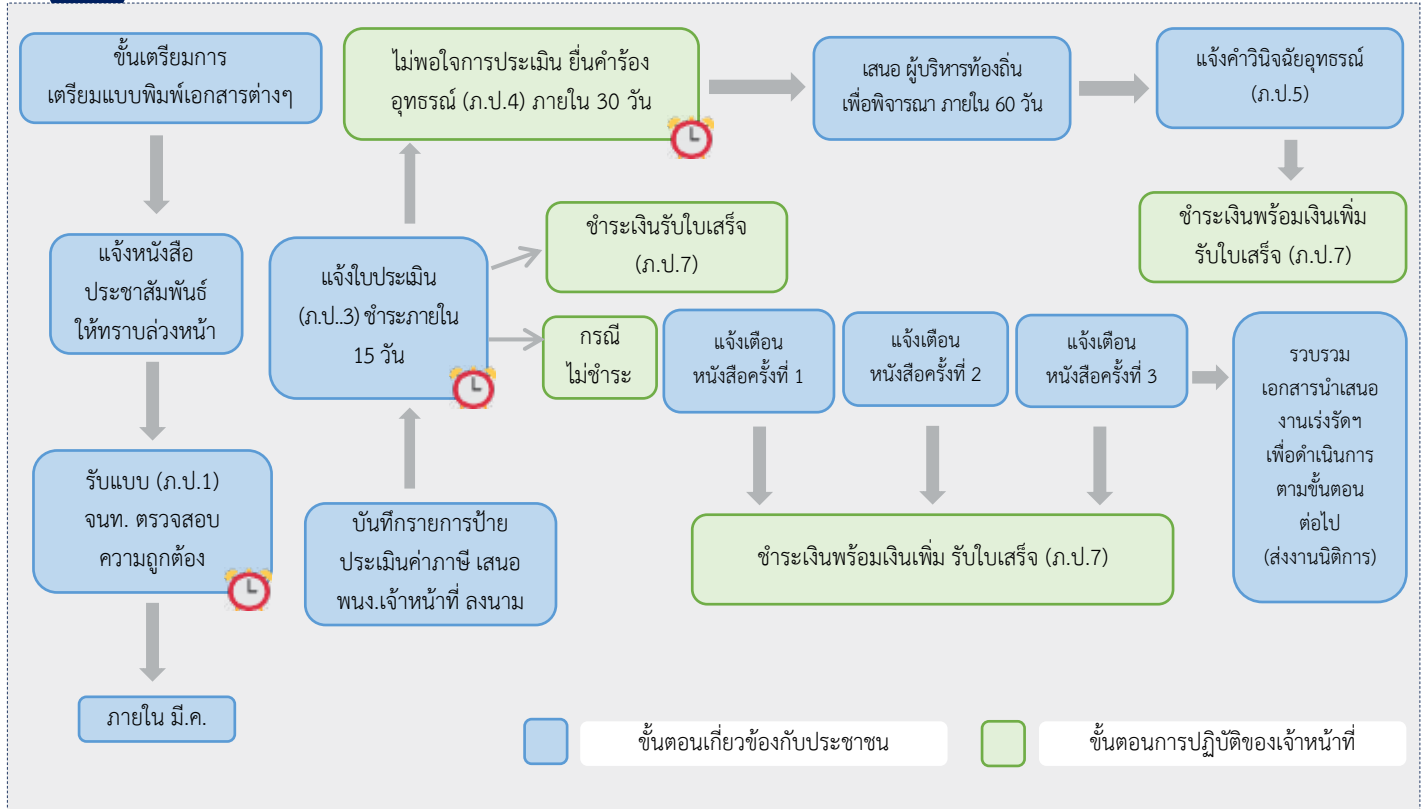 ขั้นเตรียมการ
เตรียมแบบพิมพ์เอกสารต่างๆ
ไม่พอใจการประเมิน ยื่นคำร้อง
อุทธรณ์ (ภ.ป.4) ภายใน 30 วัน
เสนอ ผู้บริหารท้องถิ่น
เพื่อพิจารณา ภายใน 60 วัน
แจ้งคำวินิจฉัยอุทธรณ์
(ภ.ป.5)
ชำระเงินพร้อมเงินเพิ่ม
รับใบเสร็จ (ภ.ป.7)
แจ้งหนังสือ
ประชาสัมพันธ์
ให้ทราบล่วงหน้า
แจ้งใบประเมิน
(ภ.ป..3) ชำระภายใน
15 วัน
ชำระเงินรับใบเสร็จ
(ภ.ป.7)
กรณี
ไม่ชำระ
แจ้งเตือน
หนังสือครั้งที่ 1
แจ้งเตือน
หนังสือครั้งที่ 2
แจ้งเตือน
หนังสือครั้งที่ 3
รวบรวม
เอกสารนำเสนอ
งานเร่งรัดฯ
เพื่อดำเนินการ
ตามขั้นตอน
ต่อไป
(ส่งงานนิติการ)
รับแบบ (ภ.ป.1)
จนท. ตรวจสอบ
ความถูกต้อง
บันทึกรายการป้าย
ประเมินค่าภาษี เสนอ
พนง.เจ้าหน้าที่ ลงนาม
ชำระเงินพร้อมเงินเพิ่ม รับใบเสร็จ (ภ.ป.7)
ภายใน มี.ค.
ขั้นตอนเกี่ยวข้องกับประชาชน
ขั้นตอนการปฏิบัติของเจ้าหน้าที่